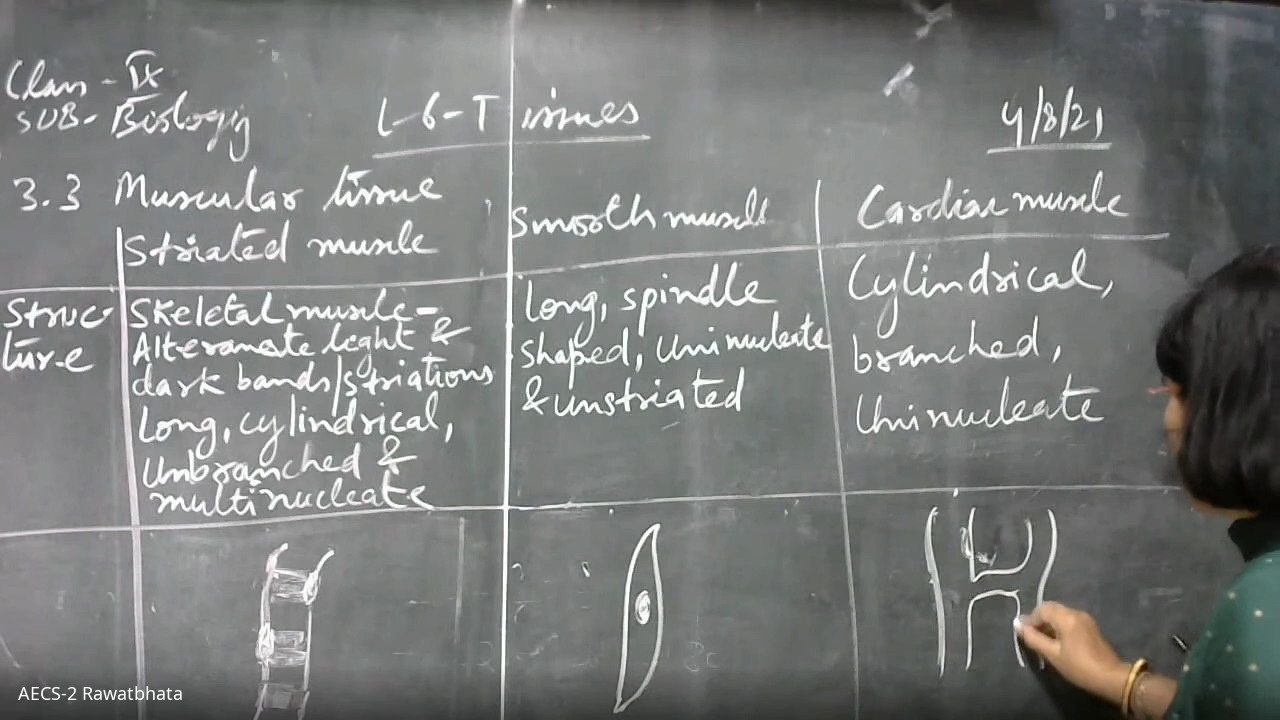 Class - IX
SUB- Biology
L-6-Tissues
4/8/21
3.3 Muscular tissue
Striated muscle
Smooth muscle
Cardiac muscle
Struc
ture
Skeletal muscle-
Alternate light &
dark bands/striations
Long, cylindrical,
Unbranched &
multinucleate
Long, spindle
shaped, Uninucleate
& unstriated
Cylindrical,
branched,
Uninucleate
AECS-2 Rawatbhata